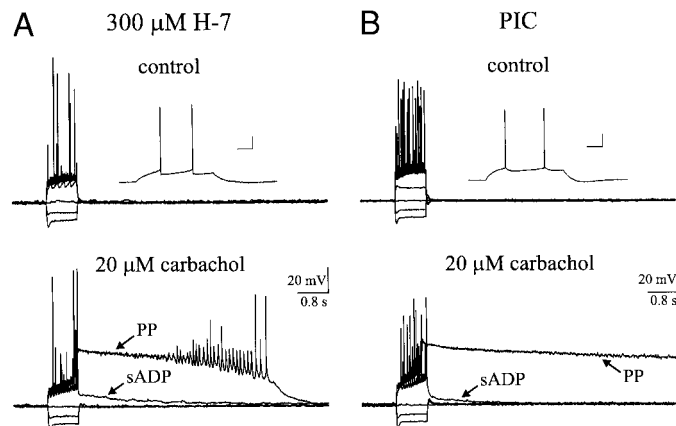 A
300 μM H-7
control
20 μM carbachol
20 mV
0.8 s
PP
sADP
B
PIC
control
20 μM carbachol
20 mV
0.8 s
PP
sADP